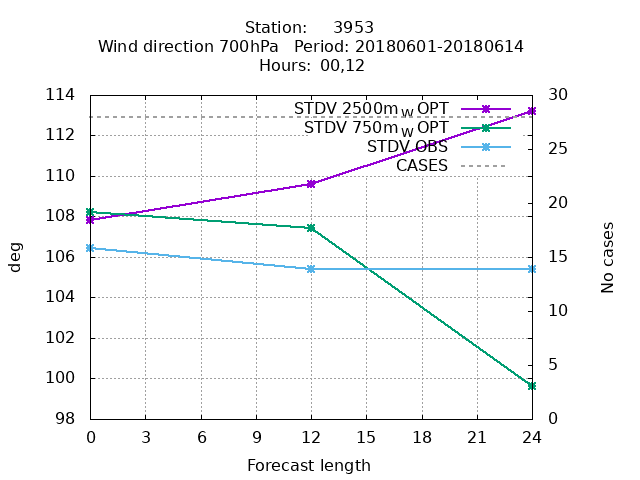 Station: 3953
Wind direction 700hPa Period: 20180601-20180614
Hours: 00,12
STDV 2500m W OPT
STDV 750m W OPT
STDV OBS
CASES
114
112
110
108
106
104
102
100
98
30
25
20
15
10
5
0
deg
No cases
0 3 6 9 12 15 18 21 24
Forecast length